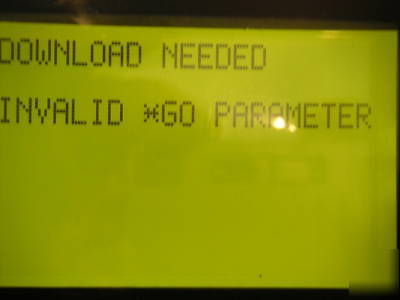 DOWNLOAD NEEDED
INVALID *GO PARAMETER